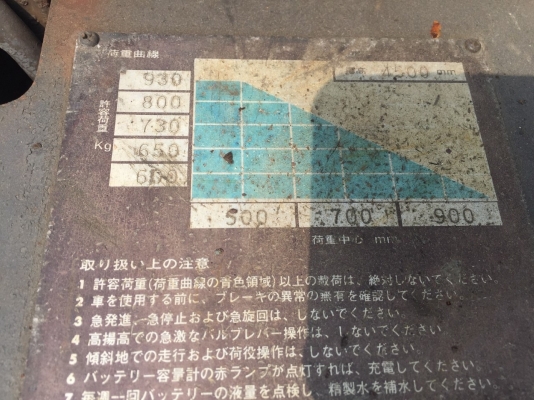 荷重曲線
揚高 4500 mm
許容荷重 Kg
930
800
730
650
600
500 700 900
荷重中心 mm
取り扱い上の注意
1 許容荷重(荷重曲線の青色領域)以上の載荷は、絶対しないでください
2 車を使用する前に、ブレーキの異常の無有を確認してください。
3 急発進、急停止および急旋回は、しないでください。
4 高揚高での急激なバルブレバー操作は、しないでください
5 傾斜地での走行および荷役操作は、しないでください。
6 バッテリー容量計の赤ランプが点灯すれば、充電してください。
7 毎週一回バッテリーの液量を点検し、精製水を補水してください。